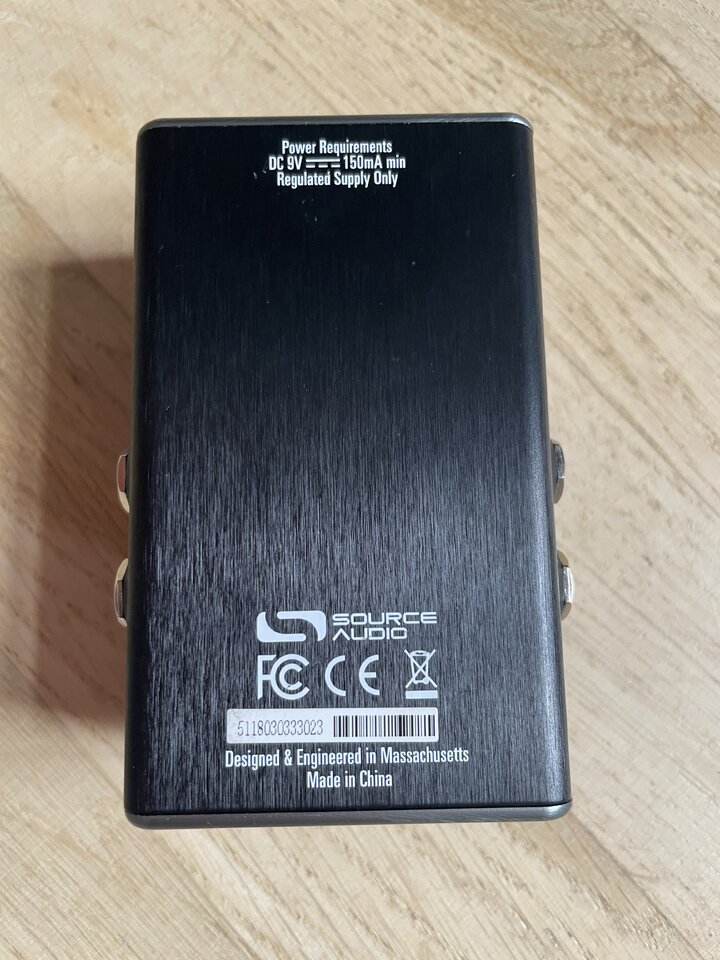 Power Requirements
DC 9V ⎓ 150mA min
Regulated Supply Only
SOURCE
AUDIO
FC CE
5118030333023
Designed & Engineered in Massachusetts
Made in China